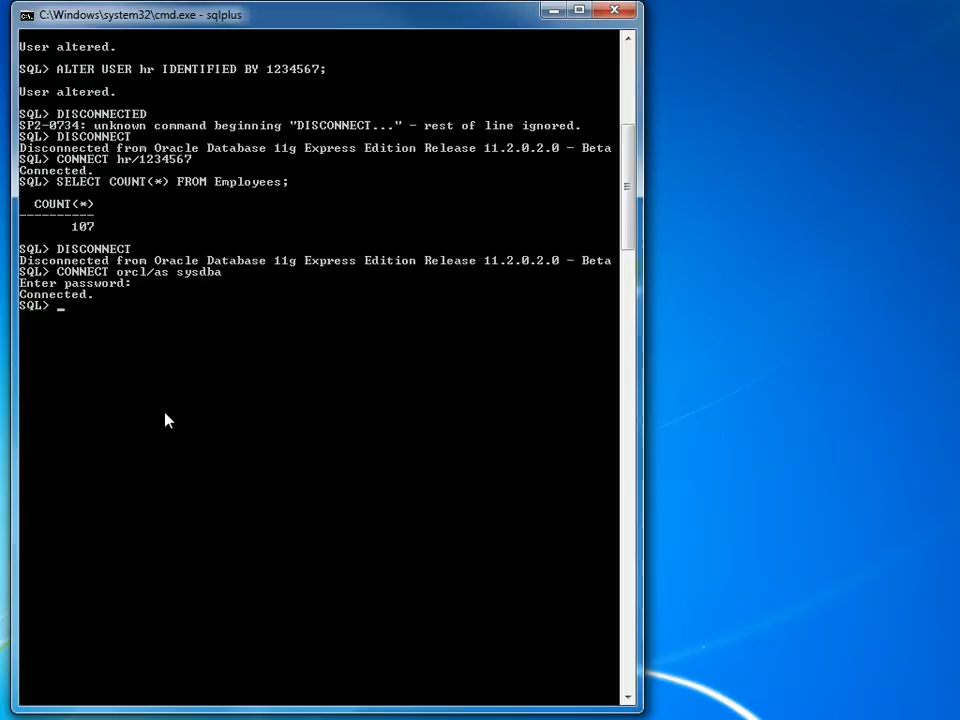 C:\Windows\system32\cmd.exe - sqlplus
User altered.
SQL> ALTER USER hr IDENTIFIED BY 1234567;
User altered.
SQL> DISCONNECTED
SP2-0734: unknown command beginning "DISCONNECT..." - rest of line ignored.
SQL> DISCONNECT
Disconnected from Oracle Database 11g Express Edition Release 11.2.0.2.0 - Beta
SQL> CONNECT hr/1234567
Connected.
SQL> SELECT COUNT(*) FROM Employees;
COUNT(*)
----------
107
SQL> DISCONNECT
Disconnected from Oracle Database 11g Express Edition Release 11.2.0.2.0 - Beta
SQL> CONNECT orcl/as sysdba
Enter password:
Connected.
SQL> _